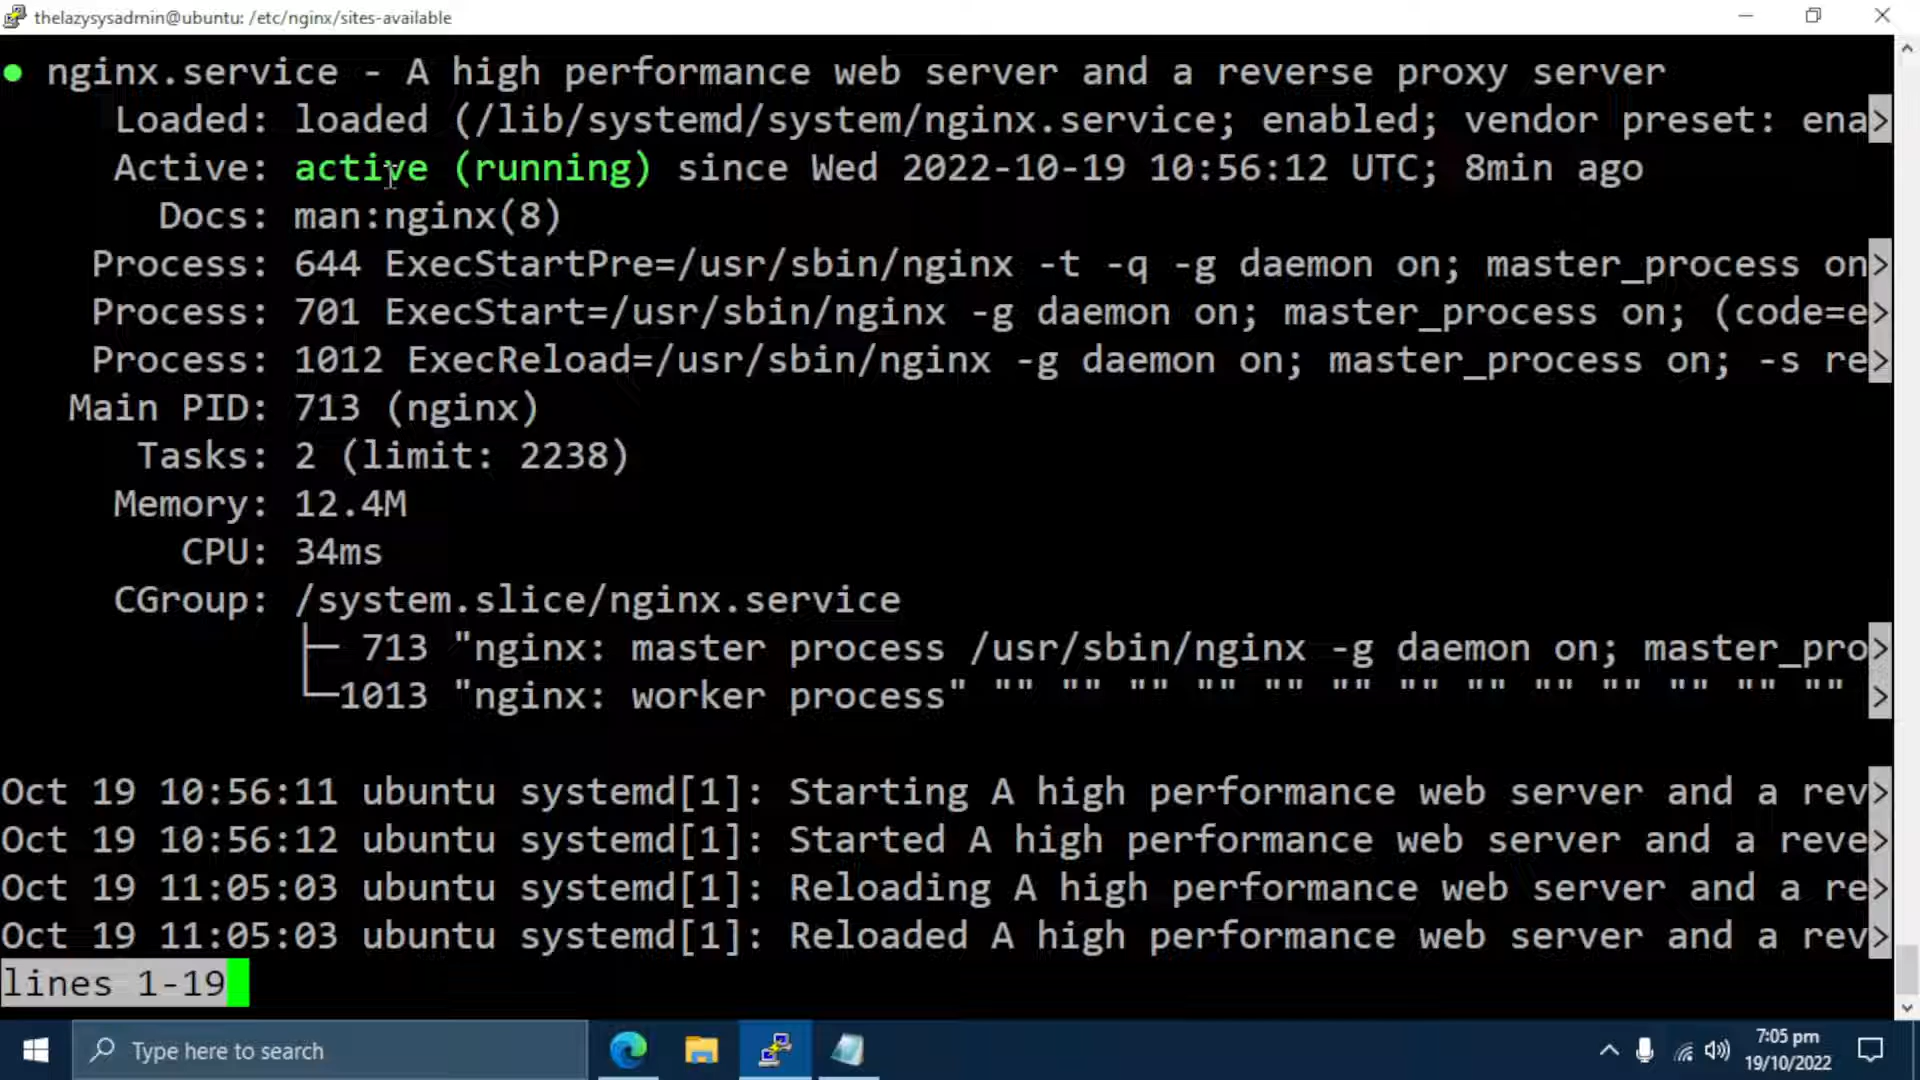 thelazysysadmin@ubuntu: /etc/nginx/sites-available
● nginx.service - A high performance web server and a reverse proxy server
Loaded: loaded (/lib/systemd/system/nginx.service; enabled; vendor preset: ena>
Active: active (running) since Wed 2022-10-19 10:56:12 UTC; 8min ago
Docs: man:nginx(8)
Process: 644 ExecStartPre=/usr/sbin/nginx -t -q -g daemon on; master_process on>
Process: 701 ExecStart=/usr/sbin/nginx -g daemon on; master_process on; (code=e>
Process: 1012 ExecReload=/usr/sbin/nginx -g daemon on; master_process on; -s re>
Main PID: 713 (nginx)
Tasks: 2 (limit: 2238)
Memory: 12.4M
CPU: 34ms
CGroup: /system.slice/nginx.service
├─ 713 "nginx: master process /usr/sbin/nginx -g daemon on; master_pro>
└─1013 "nginx: worker process" "" "" "" "" "" "" "" "" "" "" "" "" "" >
Oct 19 10:56:11 ubuntu systemd[1]: Starting A high performance web server and a rev>
Oct 19 10:56:12 ubuntu systemd[1]: Started A high performance web server and a reve>
Oct 19 11:05:03 ubuntu systemd[1]: Reloading A high performance web server and a re>
Oct 19 11:05:03 ubuntu systemd[1]: Reloaded A high performance web server and a rev>
lines 1-19
Type here to search
7:05 pm
19/10/2022